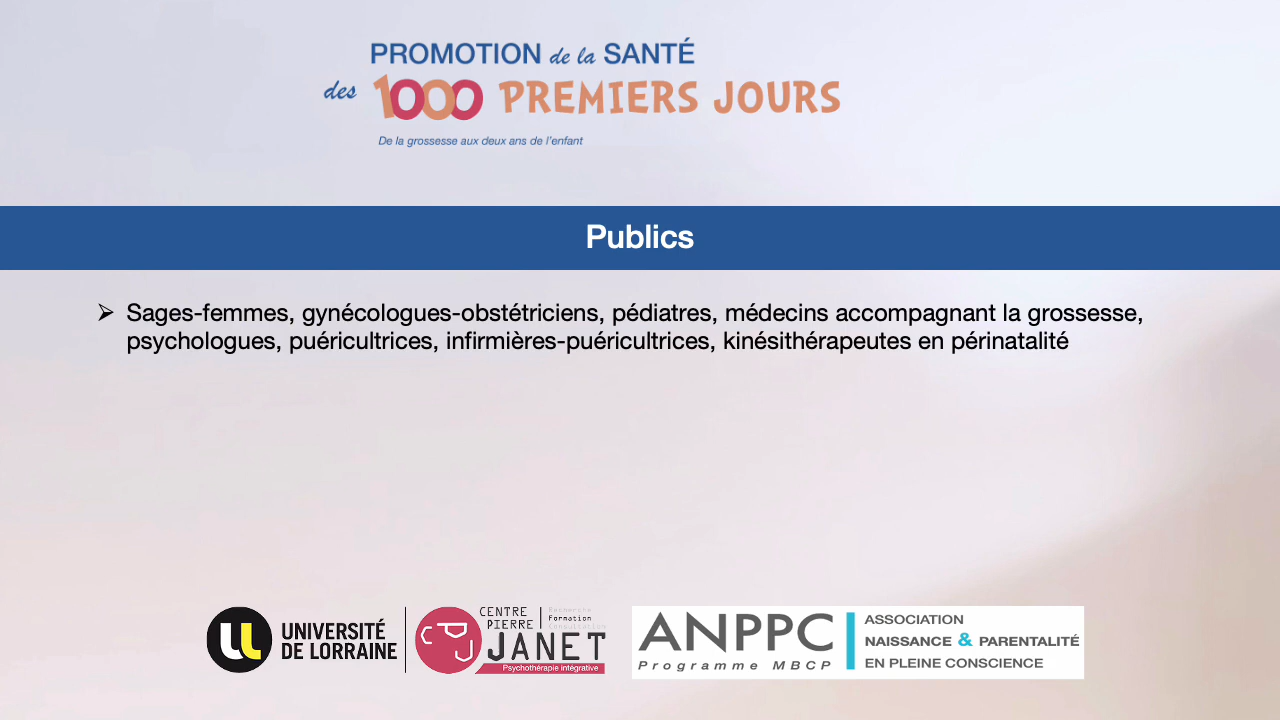 PROMOTION de la SANTÉ
des 1000 PREMIERS JOURS
De la grossesse aux deux ans de l'enfant
Publics
➢ Sages-femmes, gynécologues-obstétriciens, pédiatres, médecins accompagnant la grossesse,
psychologues, puéricultrices, infirmières-puéricultrices, kinésithérapeutes en périnatalité
UNIVERSITÉ
DE LORRAINE
CENTRE
PIERRE
JANET
Recherche
Formation
Consultation
Psychothérapie intégrative
ANPPC
Programme MBCP
ASSOCIATION
NAISSANCE & PARENTALITÉ
EN PLEINE CONSCIENCE